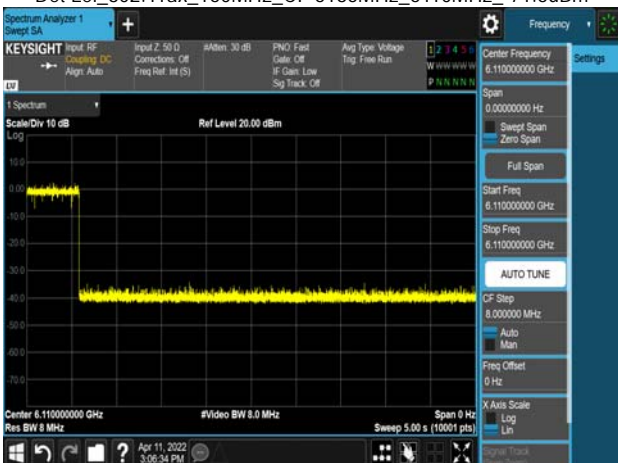 Spectrum Analyzer 1
Swept SA
+
Frequency
KEYSIGHT
Input: RF
Coupling: DC
Align: Auto
Input Z: 50 Ω
Corrections: Off
Freq Ref: Int (S)
#Atten: 30 dB
PNO: Fast
Gate: Off
IF Gain: Low
Sig Track: Off
Avg Type: Voltage
Trig: Free Run
1 2 3 4 5 6
W W W W W W
P N N N N N
LXI
1 Spectrum
Scale/Div 10 dB
Ref Level 20.00 dBm
Log
10.0
0.00
-10.0
-20.0
-30.0
-40.0
-50.0
-60.0
-70.0
Center 6.110000000 GHz
#Video BW 8.0 MHz
Span 0 Hz
Res BW 8 MHz
Sweep 5.00 s (10001 pts)
Apr 11, 2022
3:06:34 PM
Center Frequency
6.110000000 GHz
Settings
Span
0.00000000 Hz
Swept Span
Zero Span
Full Span
Start Freq
6.110000000 GHz
Stop Freq
6.110000000 GHz
AUTO TUNE
CF Step
8.000000 MHz
Auto
Man
Freq Offset
0 Hz
X Axis Scale
Log
Lin
Signal Track